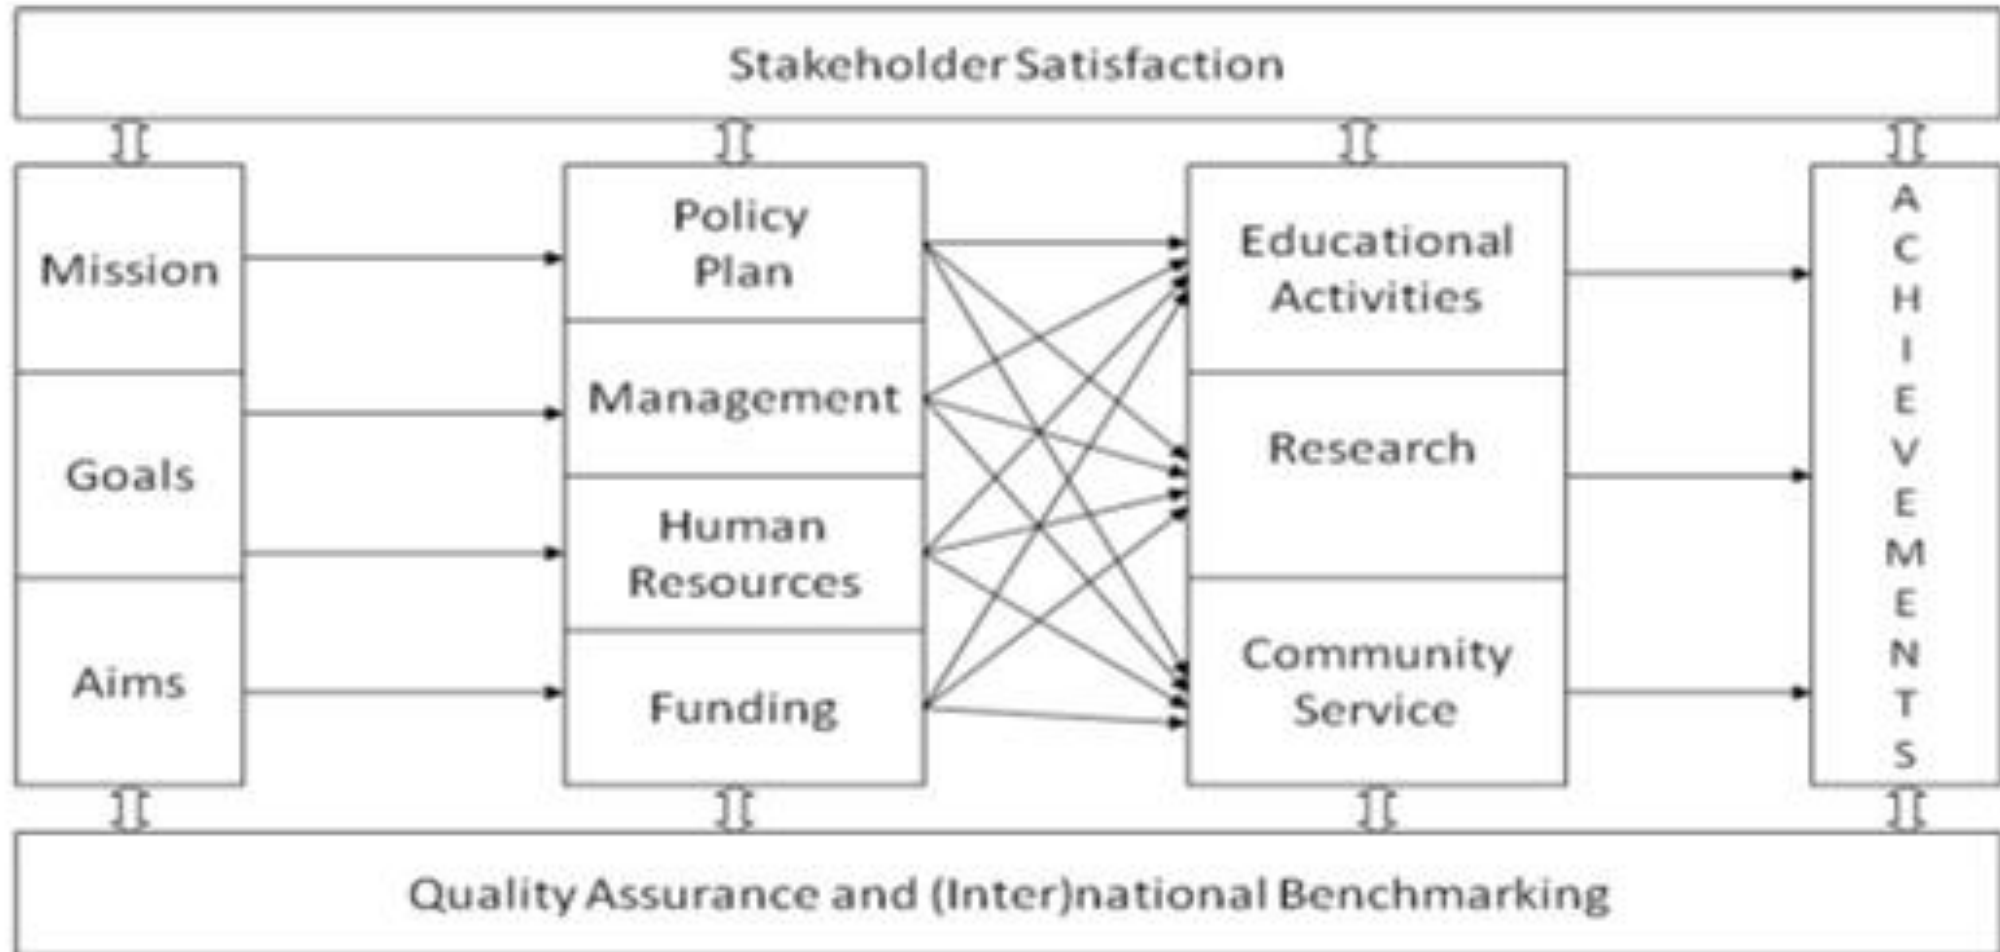 Stakeholder Satisfaction
Mission
Goals
Aims
Policy
Plan
Management
Human
Resources
Funding
Educational
Activities
Research
Community
Service
A
C
H
I
E
V
E
M
E
N
T
S
Quality Assurance and (Inter)national Benchmarking